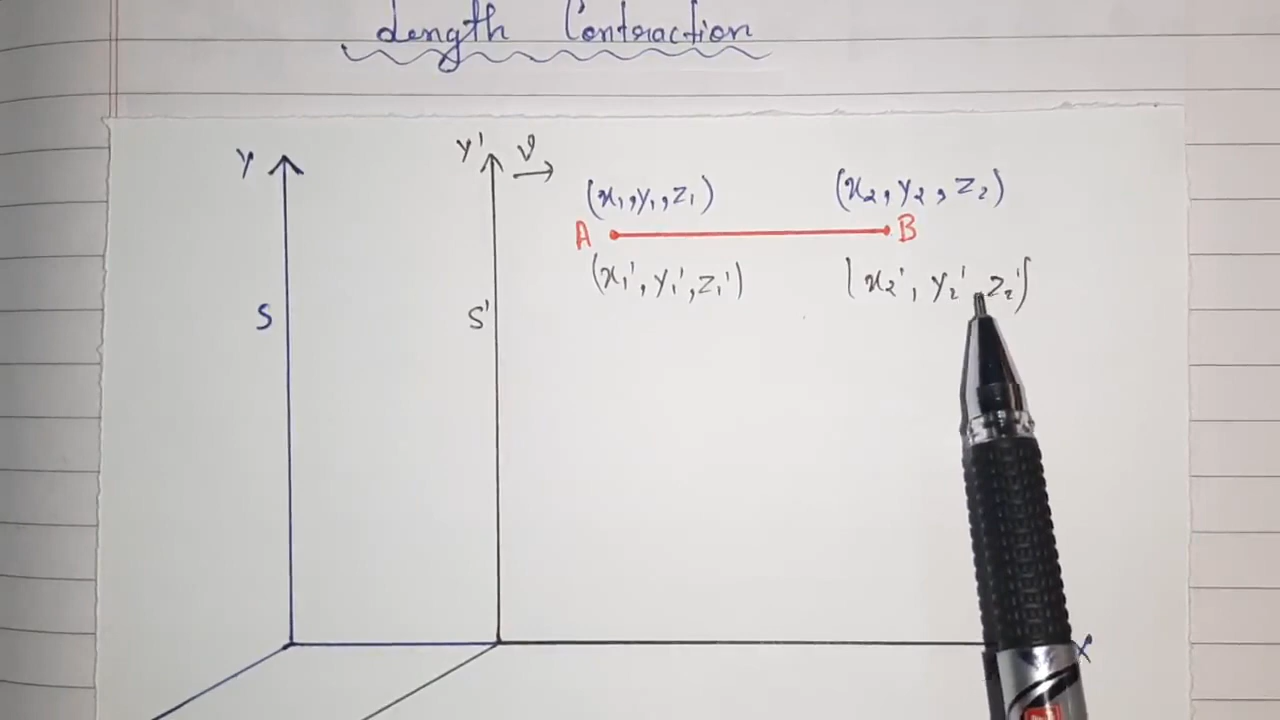 Length Contraction
Y Y' v
(x₁, y₁, z₁) (x₂, y₂, z₂)
A B
(x₁', y₁', z₁') (x₂', y₂', z₂')
S S'
X